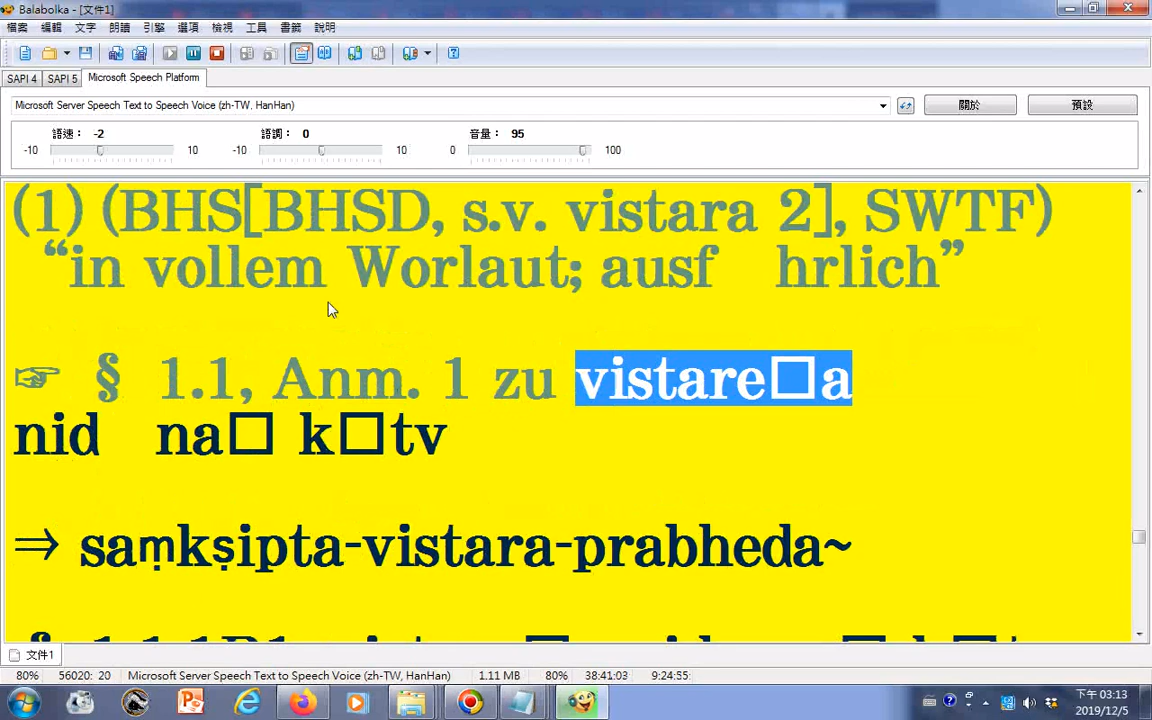 Balabolka - [文件1]
檔案 編輯 文字 朗讀 引擎 選項 檢視 工具 書籤 說明
SAPI 4 SAPI 5 Microsoft Speech Platform
Microsoft Server Speech Text to Speech Voice (zh-TW, HanHan) 關於 預設
語速： -2 語調： 0 音量： 95
-10 10 -10 10 0 100
(1) (BHS[BHSD, s.v. vistara 2], SWTF)
“in vollem Worlaut; ausf hrlich”
☞ § 1.1, Anm. 1 zu vistare□a
nid na□ k□tv
⇒ saṃkṣipta-vistara-prabheda~
文件1
80% 56020: 20 Microsoft Server Speech Text to Speech Voice (zh-TW, HanHan) 1.11 MB 80% 38:41:03 9:24:55:
下午 03:13
2019/12/5